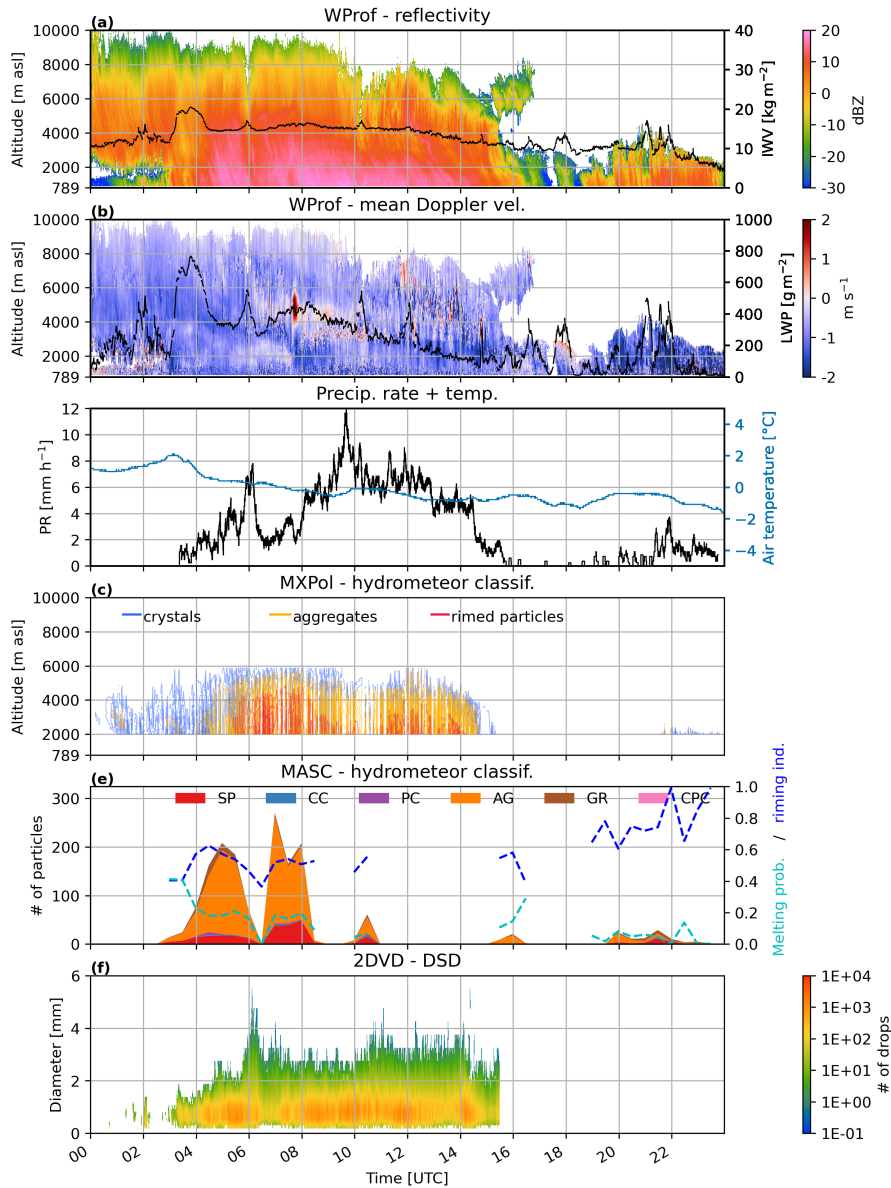 (a)
WProf - reflectivity
10000
8000
6000
4000
2000
789
Altitude [m asl]
40
30
20
10
0
IWV [kg m⁻²]
20
10
0
-10
-20
-30
dBZ
(b)
WProf - mean Doppler vel.
10000
8000
6000
4000
2000
789
Altitude [m asl]
1000
800
600
400
200
0
LWP [g m⁻²]
2
1
0
-1
-2
m s⁻¹
Precip. rate + temp.
12
10
8
6
4
2
0
PR [mm h⁻¹]
4
2
0
−2
−4
Air temperature [°C]
(c)
MXPol - hydrometeor classif.
10000
8000
6000
4000
2000
789
Altitude [m asl]
crystals
aggregates
rimed particles
(e)
MASC - hydrometeor classif.
300
200
100
0
# of particles
SP
CC
PC
AG
GR
CPC
1.0
0.8
0.6
0.4
0.2
0.0
Melting prob. / riming ind.
(f)
2DVD - DSD
6
4
2
0
Diameter [mm]
1E+04
1E+03
1E+02
1E+01
1E+00
1E-01
# of drops
00
02
04
06
08
10
12
14
16
18
20
22
Time [UTC]